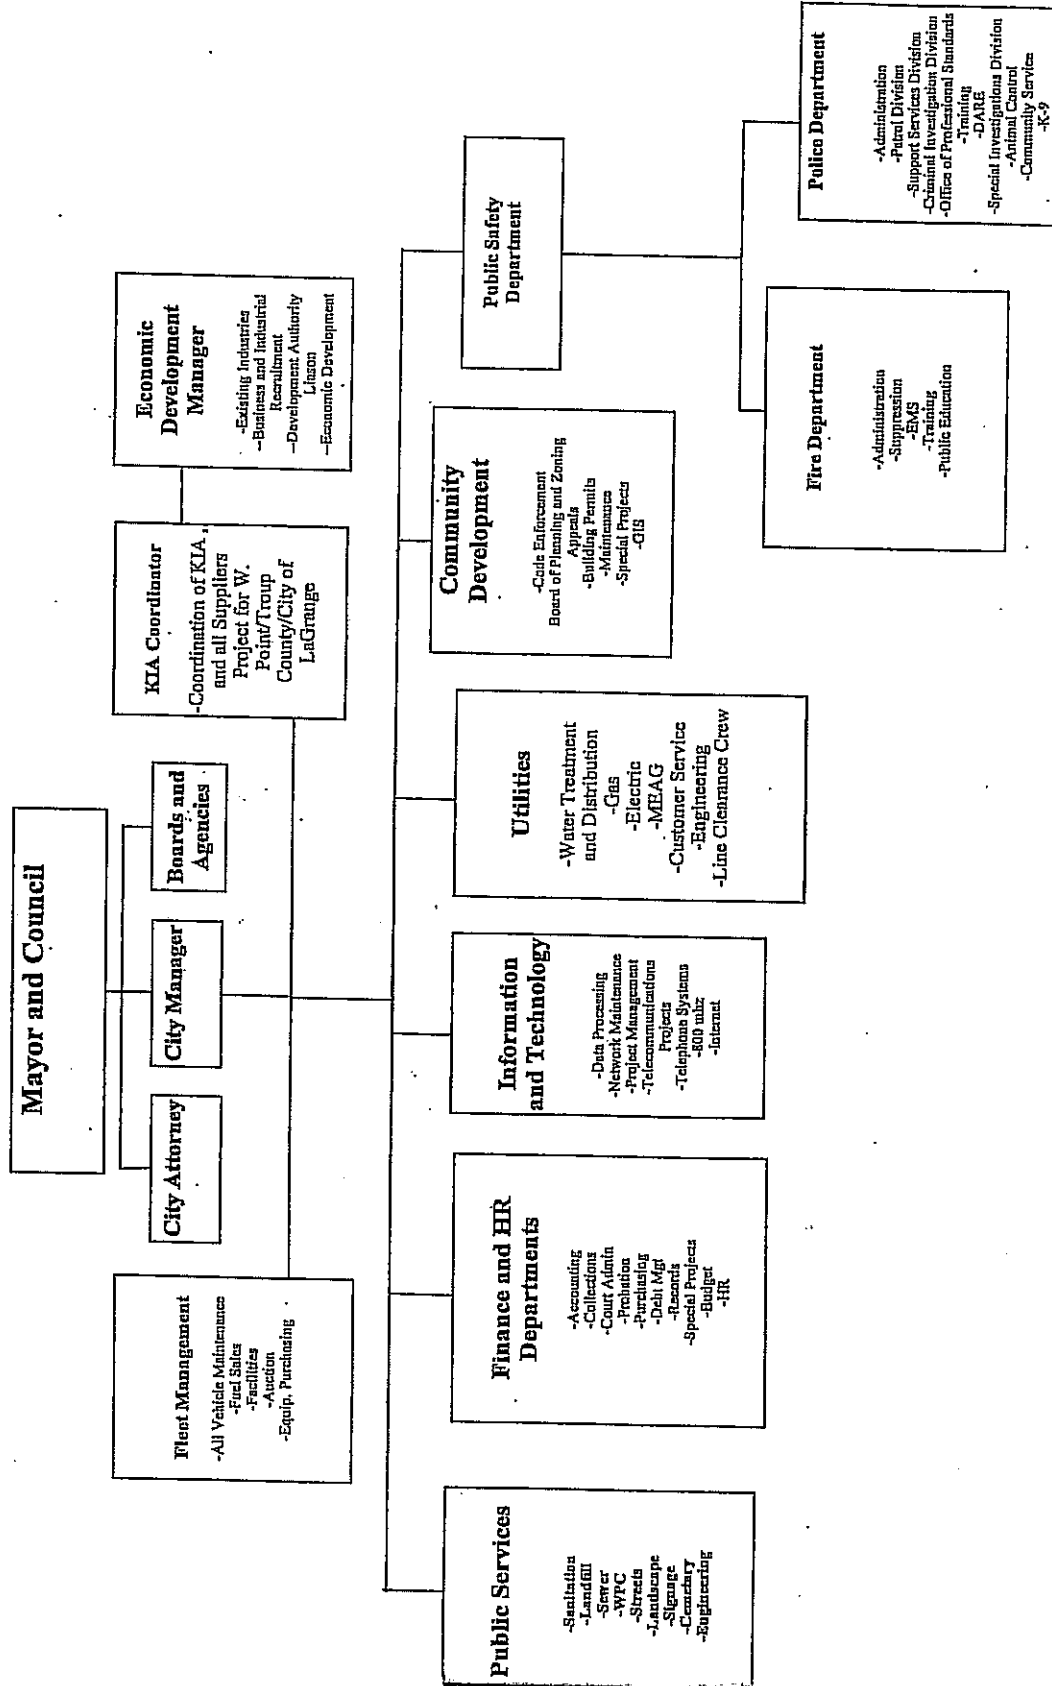 Mayor and Council
City Attorney
City Manager
Boards and
Agencies
Fleet Management
-All Vehicle Maintenance
-Fuel Sales
-Facilities
-Auction
-Equip, Purchasing
KIA Coordinator
-Coordination of KIA,
and all Suppliers
Project for W.
Point/Troup
County/City of
LaGrange
Economic
Development
Manager
-Existing Industries
--Business and Industrial
Recruitment
--Development Authority
Liason
--Economic Development
Public Services
-Sanitation
-Landfill
-Sewer
-WPC
-Streets
-Landscape
-Signage
-Cemetary
-Engineering
Finance and HR
Departments
-Accounting
-Collections
-Court Admin
-Probation
-Purchasing
-Debt Mgt
-Records
-Special Projects
-Budget
-HR
Information
and Technology
-Data Processing
-Network Maintenance
-Project Management
-Telecommunications
Projects
-Telephone Systems
-800 mhz
-Internet
Utilities
-Water Treatment
and Distribution
-Gas
-Electric
-MEAG
-Customer Service
-Engineering
-Line Clearance Crew
Community
Development
-Code Enforcement
Board of Planning and Zoning
Appeals
-Building Permits
-Maintenance
-Special Projects
-GIS
Public Safety
Department
Fire Department
-Administration
-Suppression
-EMS
-Training
-Public Education
Police Department
-Administration
-Patrol Division
-Support Services Division
-Criminal Investigation Division
-Office of Professional Standards
-Training
-DARE
-Special Investigations Division
-Animal Control
-Community Service
-K-9